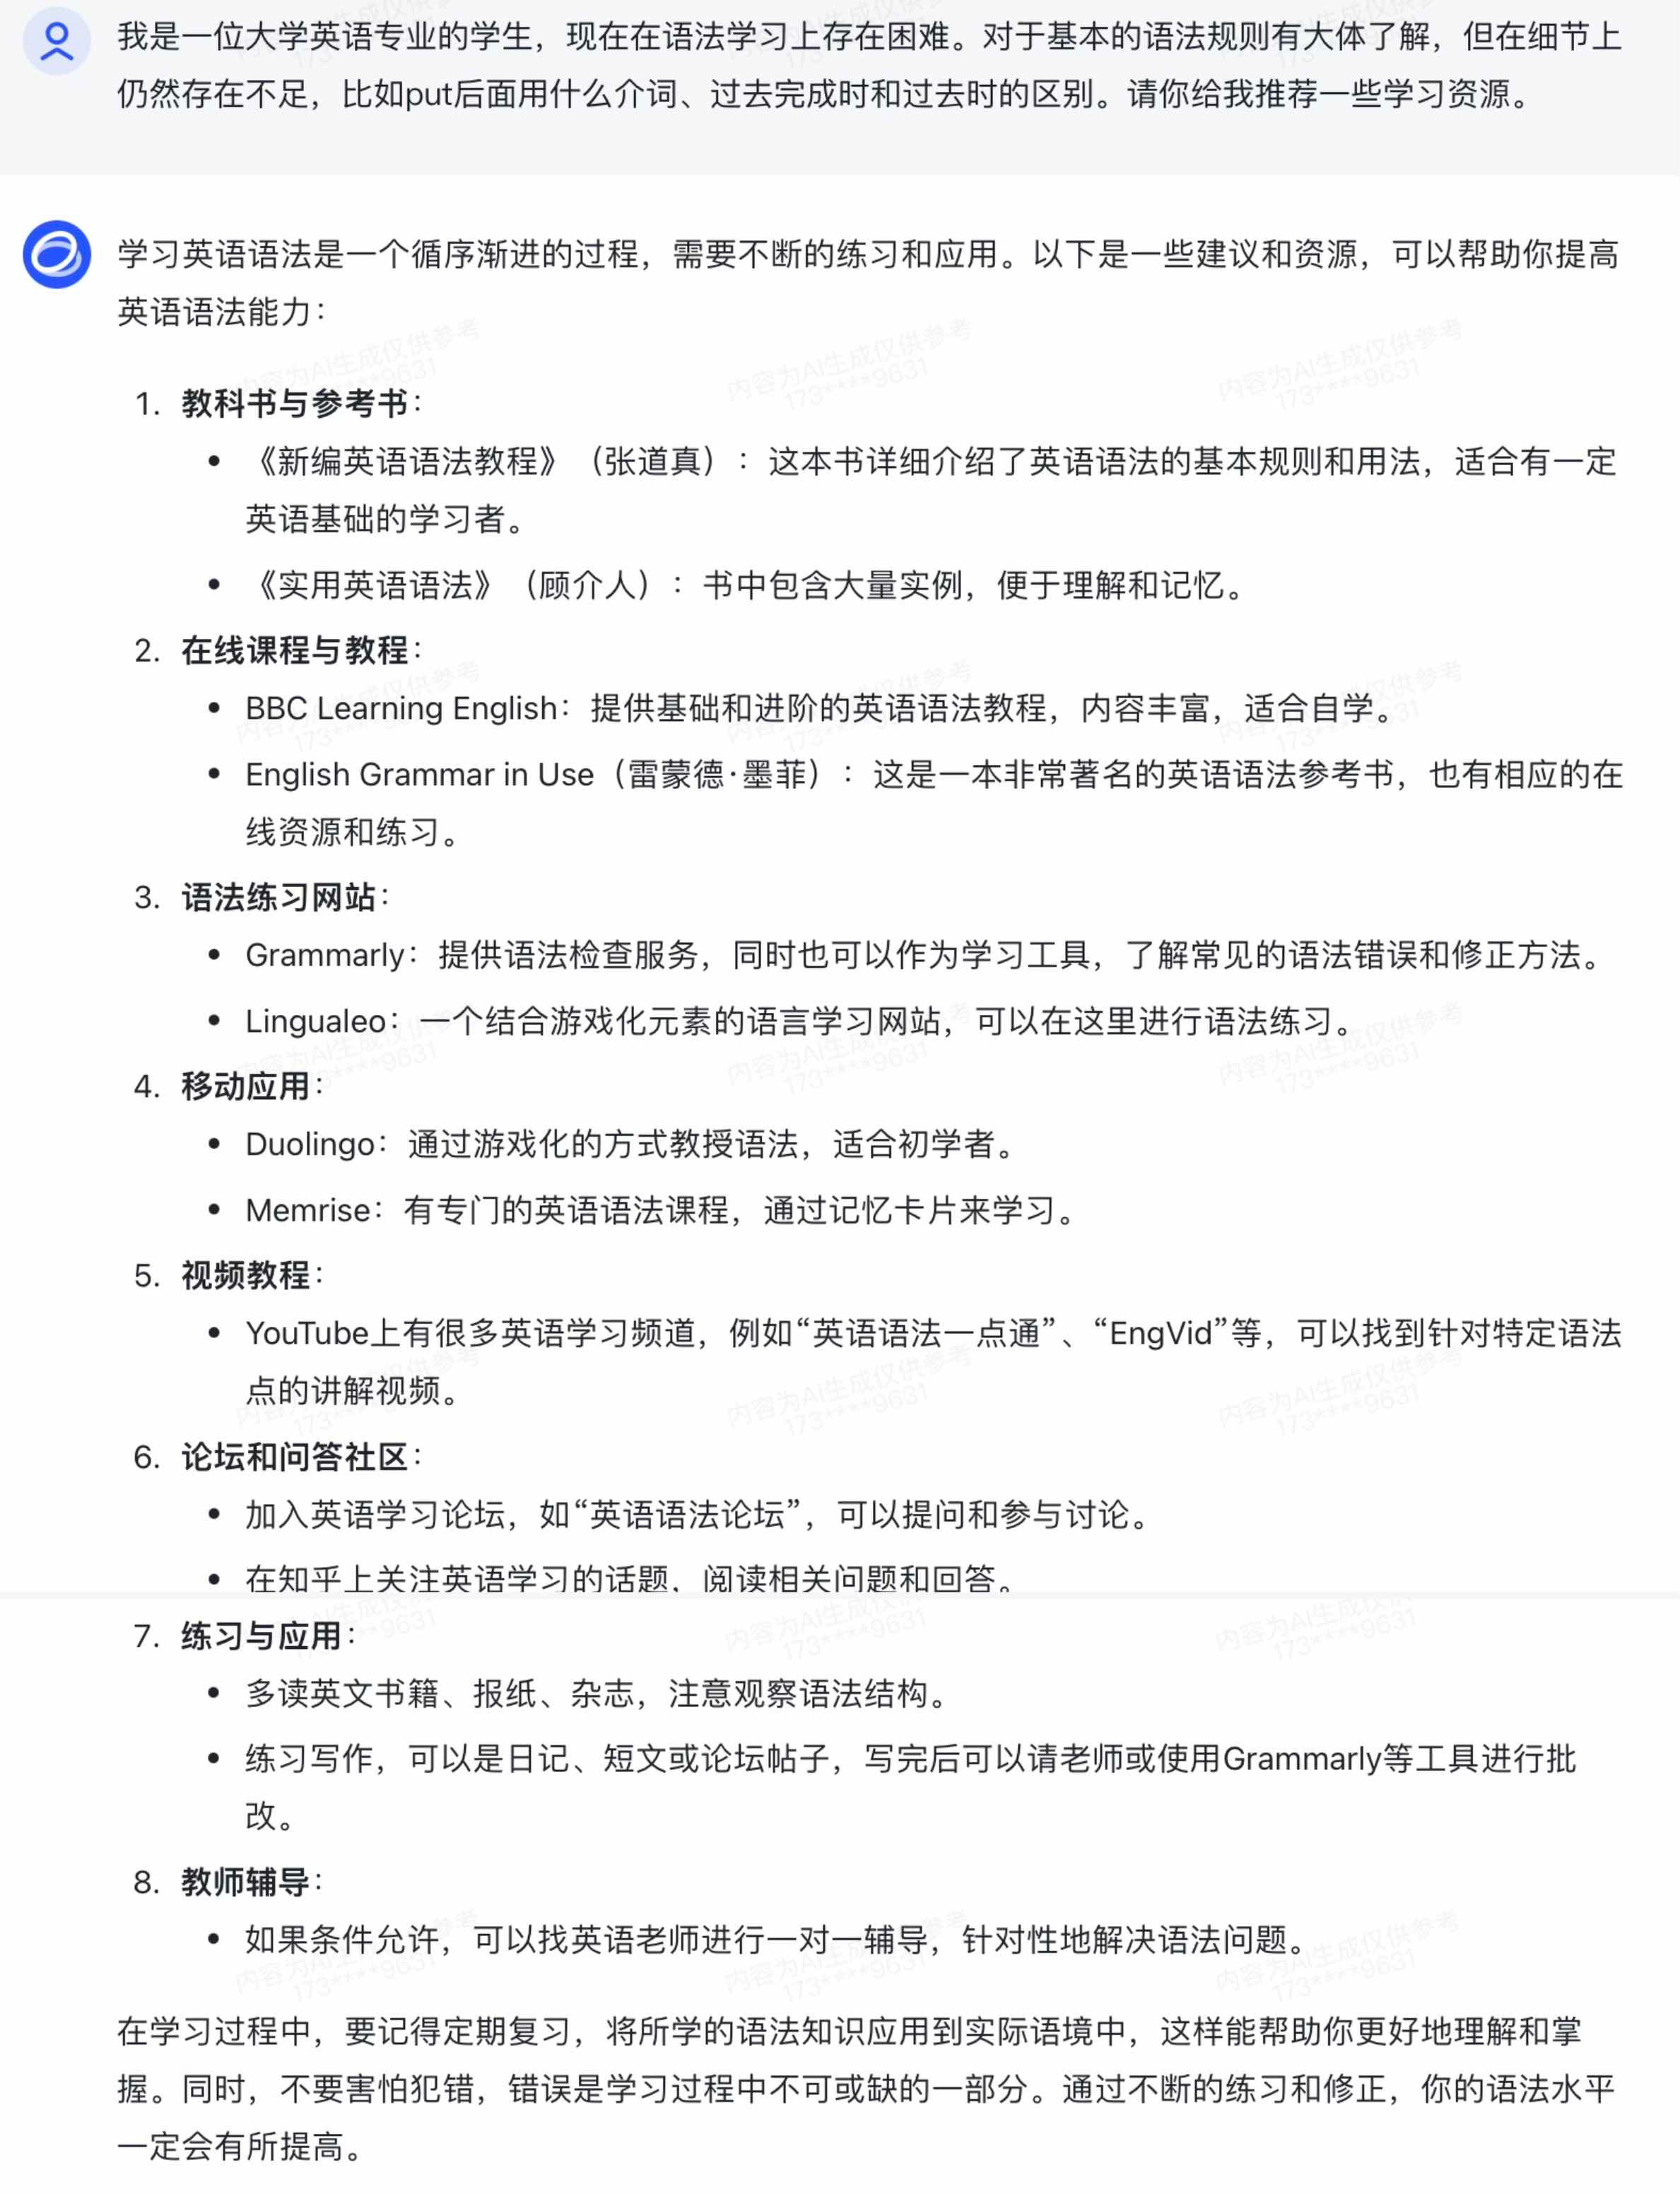 我是一位大学英语专业的学生，现在在语法学习上存在困难。对于基本的语法规则有大体了解，但在细节上
仍然存在不足，比如put后面用什么介词、过去完成时和过去时的区别。请你给我推荐一些学习资源。
学习英语语法是一个循序渐进的过程，需要不断的练习和应用。以下是一些建议和资源，可以帮助你提高
英语语法能力：
1. 教科书与参考书：
• 《新编英语语法教程》（张道真）：这本书详细介绍了英语语法的基本规则和用法，适合有一定
英语基础的学习者。
• 《实用英语语法》（顾介人）：书中包含大量实例，便于理解和记忆。
2. 在线课程与教程：
• BBC Learning English：提供基础和进阶的英语语法教程，内容丰富，适合自学。
• English Grammar in Use（雷蒙德·墨菲）：这是一本非常著名的英语语法参考书，也有相应的在
线资源和练习。
3. 语法练习网站：
• Grammarly：提供语法检查服务，同时也可以作为学习工具，了解常见的语法错误和修正方法。
• Lingualeo：一个结合游戏化元素的语言学习网站，可以在这里进行语法练习。
4. 移动应用：
• Duolingo：通过游戏化的方式教授语法，适合初学者。
• Memrise：有专门的英语语法课程，通过记忆卡片来学习。
5. 视频教程：
• YouTube上有很多英语学习频道，例如“英语语法一点通”、“EngVid”等，可以找到针对特定语法
点的讲解视频。
6. 论坛和问答社区：
• 加入英语学习论坛，如“英语语法论坛”，可以提问和参与讨论。
• 在知乎上关注英语学习的话题，阅读相关问题和回答。
7. 练习与应用：
• 多读英文书籍、报纸、杂志，注意观察语法结构。
• 练习写作，可以是日记、短文或论坛帖子，写完后可以请老师或使用Grammarly等工具进行批
改。
8. 教师辅导：
• 如果条件允许，可以找英语老师进行一对一辅导，针对性地解决语法问题。
在学习过程中，要记得定期复习，将所学的语法知识应用到实际语境中，这样能帮助你更好地理解和掌
握。同时，不要害怕犯错，错误是学习过程中不可或缺的一部分。通过不断的练习和修正，你的语法水平
一定会有所提高。
内容为AI生成仅供参考
173****9631